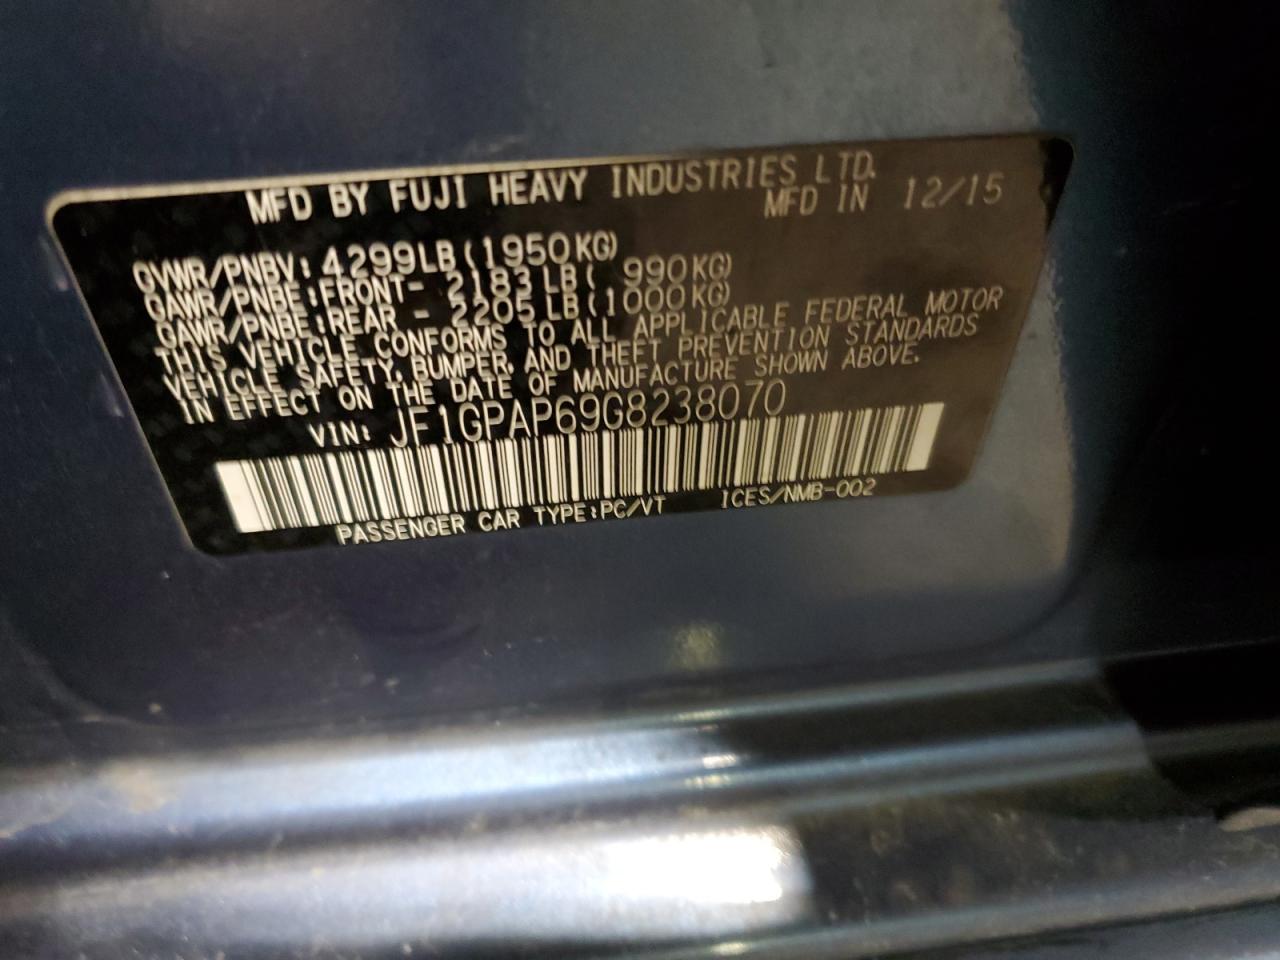 MFD BY FUJI HEAVY INDUSTRIES LTD.
MFD IN 12/15
GVWR/PNBV: 4299LB(1950KG)
GAWR/PNBE:FRONT- 2183LB( 990KG)
GAWR/PNBE:REAR - 2205LB(1000KG)
THIS VEHICLE CONFORMS TO ALL APPLICABLE FEDERAL MOTOR
VEHICLE SAFETY, BUMPER, AND THEFT PREVENTION STANDARDS
IN EFFECT ON THE DATE OF MANUFACTURE SHOWN ABOVE.
VIN: JF1GPAP69G8238070
PASSENGER CAR TYPE:PC/VT ICES/NMB-002